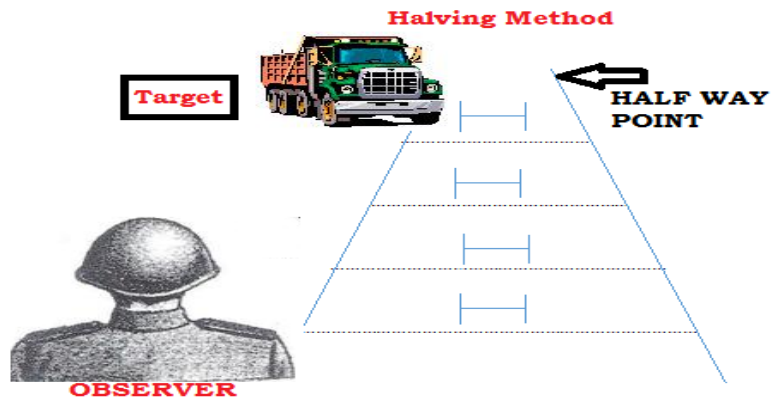 Halving Method
Target
HALF WAY
POINT
OBSERVER